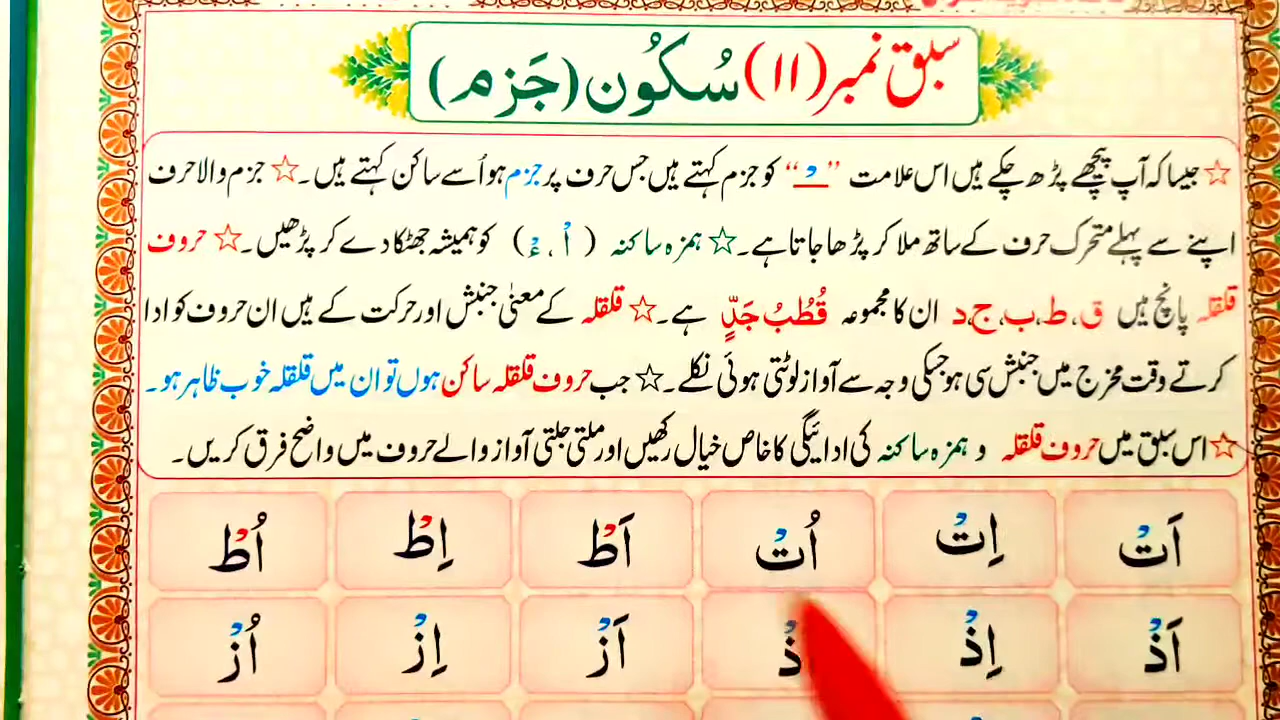 سبق نمبر (۱۱) سُکُون (جَزم)
☆ جیسا کہ آپ پیچھے پڑھ چکے ہیں اس علامت ”ـْـ“ کو جزم کہتے ہیں جس حرف پر جزم ہو اُسے ساکن کہتے ہیں۔ ☆ جزم والا حرف
اپنے سے پہلے متحرک حرف کے ساتھ ملا کر پڑھا جاتا ہے۔ ☆ ہمزہ ساکنہ ( أْ ، ءْ ) کو ہمیشہ جھٹکا دے کر پڑھیں۔ ☆ حروف
قلقلہ پانچ ہیں ق، ط، ب، ج، د ان کا مجموعہ قُطُبُ جَدٍّ ہے۔ ☆ قلقلہ کے معنیٰ جنبش اور حرکت کے ہیں ان حروف کو ادا
کرتے وقت مخرج میں جنبش سی ہو جسکی وجہ سے آواز لوٹتی ہوئی نکلے۔ ☆ جب حروف قلقلہ ساکن ہوں تو ان میں قلقلہ خوب ظاہر ہو۔
☆ اس سبق میں حروف قلقلہ و ہمزہ ساکنہ کی ادائیگی کا خاص خیال رکھیں اور ملتی جلتی آواز والے حروف میں واضح فرق کریں۔
اَتْ اِتْ اُتْ اَطْ اِطْ اُطْ
اَذْ اِذْ ذْ اَزْ اِزْ اُزْ